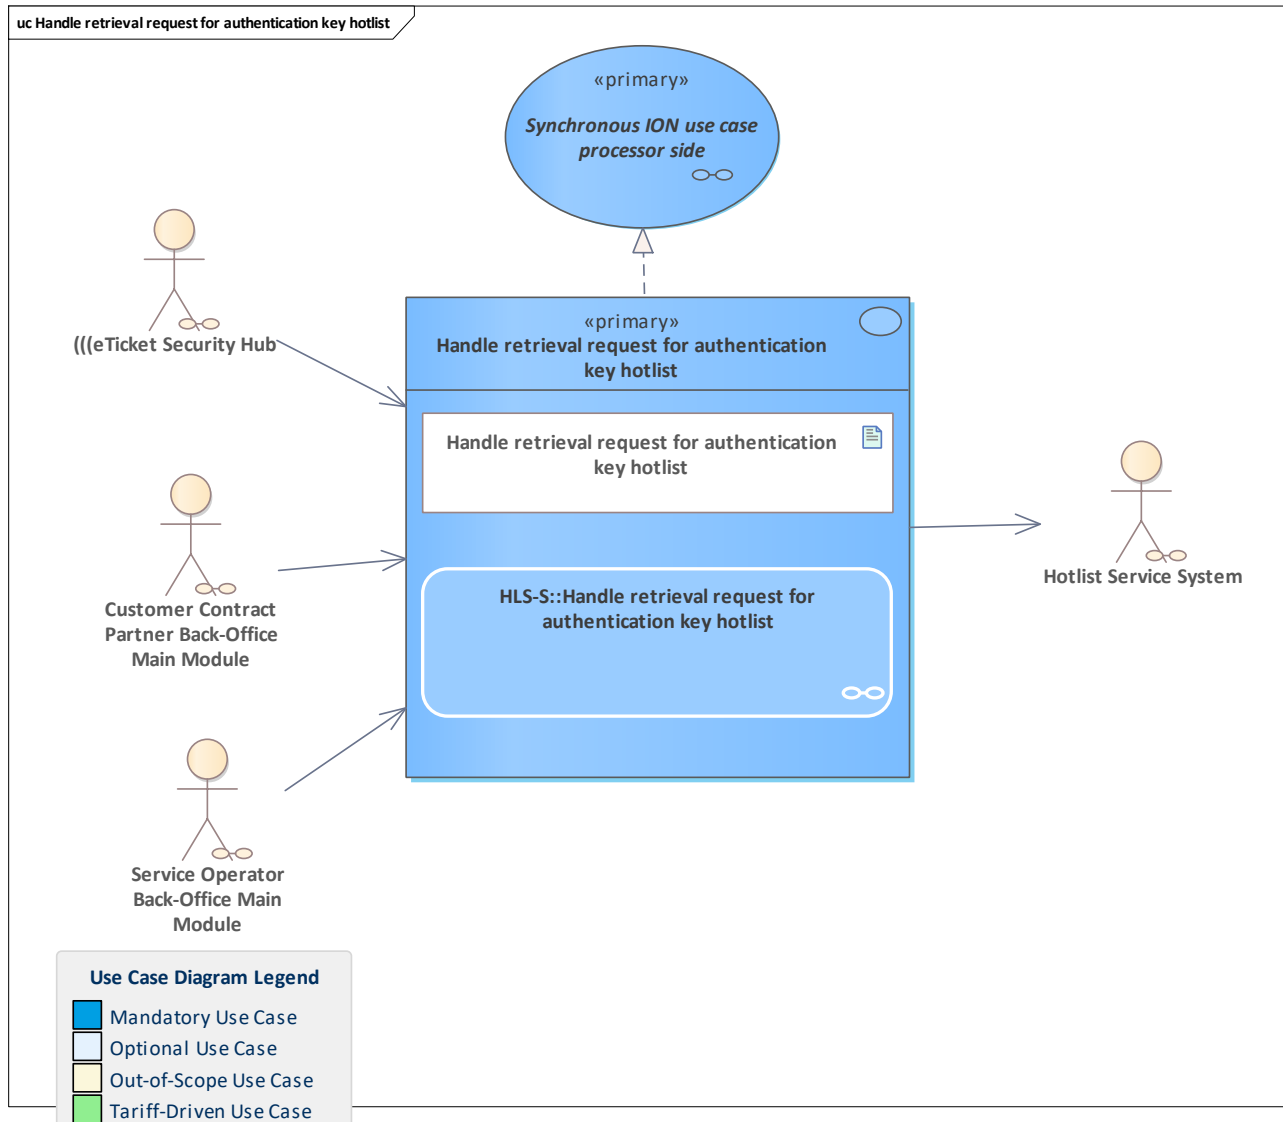 uc Handle retrieval request for authentication key hotlist
«primary»
Synchronous ION use case
processor side
(((eTicket Security Hub
«primary»
Handle retrieval request for authentication
key hotlist
Handle retrieval request for authentication
key hotlist
HLS-S::Handle retrieval request for
authentication key hotlist
Customer Contract
Partner Back-Office
Main Module
Hotlist Service System
Service Operator
Back-Office Main
Module
Use Case Diagram Legend
Mandatory Use Case
Optional Use Case
Out-of-Scope Use Case
Tariff-Driven Use Case